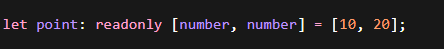 let point: readonly [number, number] = [10, 20];